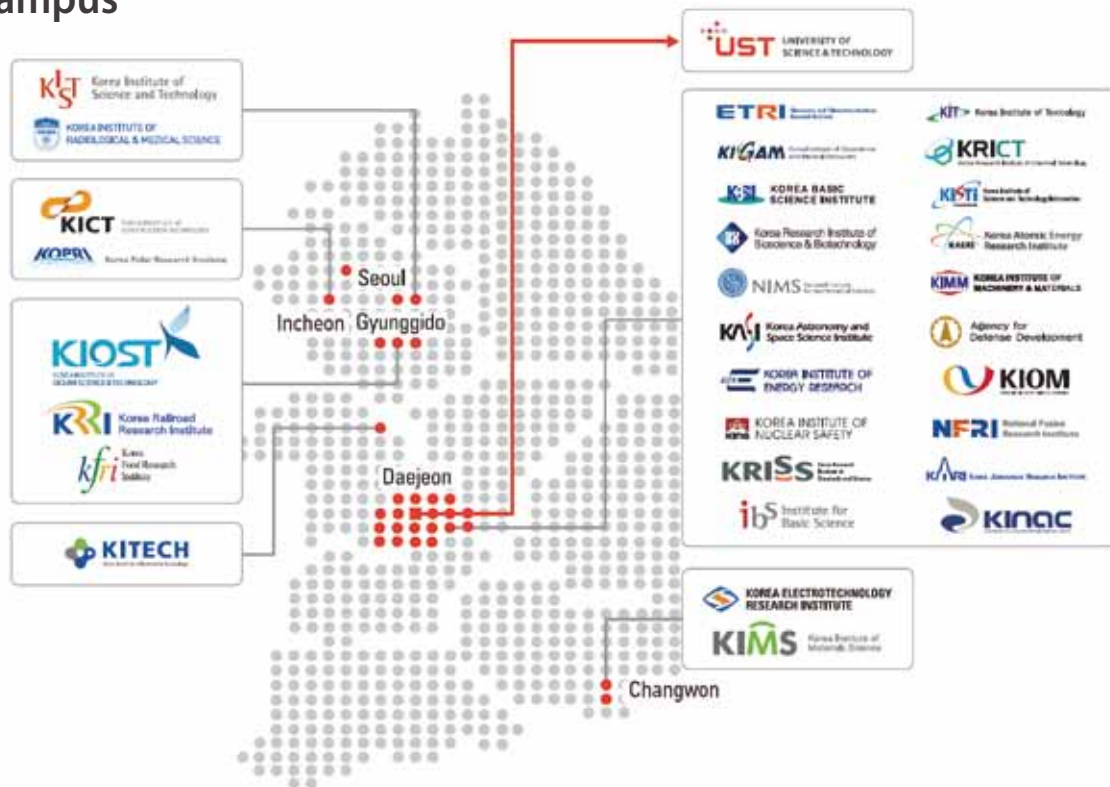 ampus
UST UNIVERSITY OF
SCIENCE & TECHNOLOGY
KIST Korea Institute of
Science and Technology
KOREA INSTITUTE OF
RADIOLOGICAL & MEDICAL SCIENCE
KICT
KOPRI Korea Polar Research Institute
KIOST
KRRI Korea Railroad
Research Institute
kfri Korea
Food Research
Institute
KITECH
Seoul
Incheon
Gyunggido
Daejeon
Changwon
ETRI
KIT Korea Institute of Toxicology
KIGAM
KRICT
KBSI KOREA BASIC
SCIENCE INSTITUTE
KiSTi
Korea Research Institute of
Bioscience & Biotechnology
KAERI Korea Atomic Energy
Research Institute
NIMS
KIMM KOREA INSTITUTE OF
MACHINERY & MATERIALS
KASI Korea Astronomy and
Space Science Institute
Agency for
Defense Development
KOREA INSTITUTE OF
ENERGY RESEARCH
KIOM
KINS KOREA INSTITUTE OF
NUCLEAR SAFETY
NFRI National Fusion
Research Institute
KRISS
KARI Korea Aerospace Research Institute
ibS Institute for
Basic Science
KINAC
KOREA ELECTROTECHNOLOGY
RESEARCH INSTITUTE
KIMS Korea Institute of
Materials Science